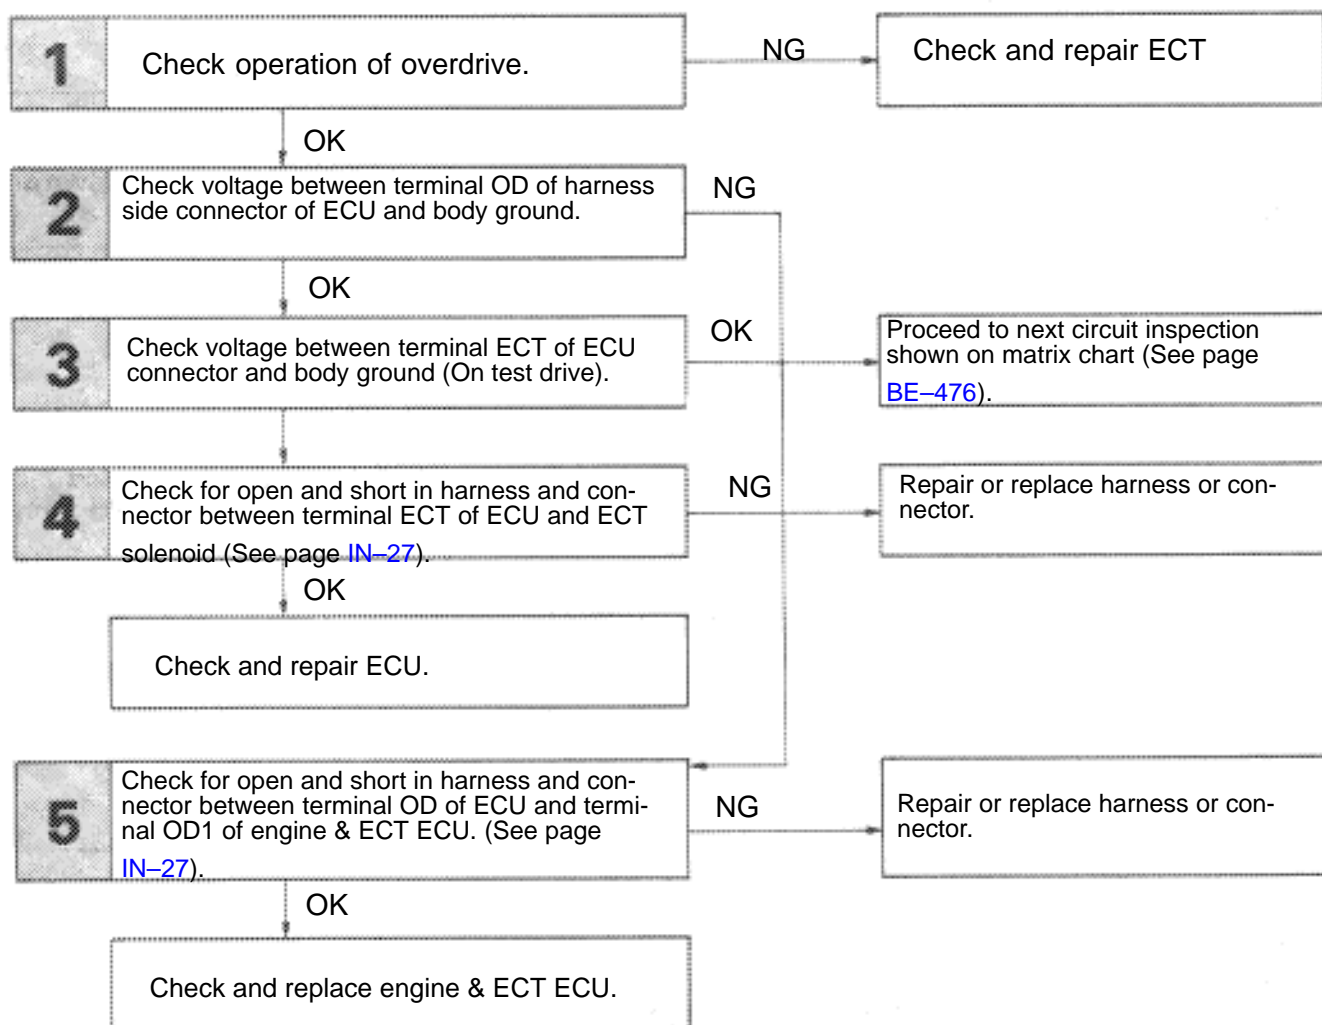 1
Check operation of overdrive.
NG
Check and repair ECT
OK
2
Check voltage between terminal OD of harness
side connector of ECU and body ground.
NG
OK
3
Check voltage between terminal ECT of ECU
connector and body ground (On test drive).
OK
Proceed to next circuit inspection
shown on matrix chart (See page
BE–476).
4
Check for open and short in harness and con-
nector between terminal ECT of ECU and ECT
solenoid (See page IN–27).
NG
Repair or replace harness or con-
nector.
OK
Check and repair ECU.
5
Check for open and short in harness and con-
nector between terminal OD of ECU and termi-
nal OD1 of engine & ECT ECU. (See page
IN–27).
NG
Repair or replace harness or con-
nector.
OK
Check and replace engine & ECT ECU.